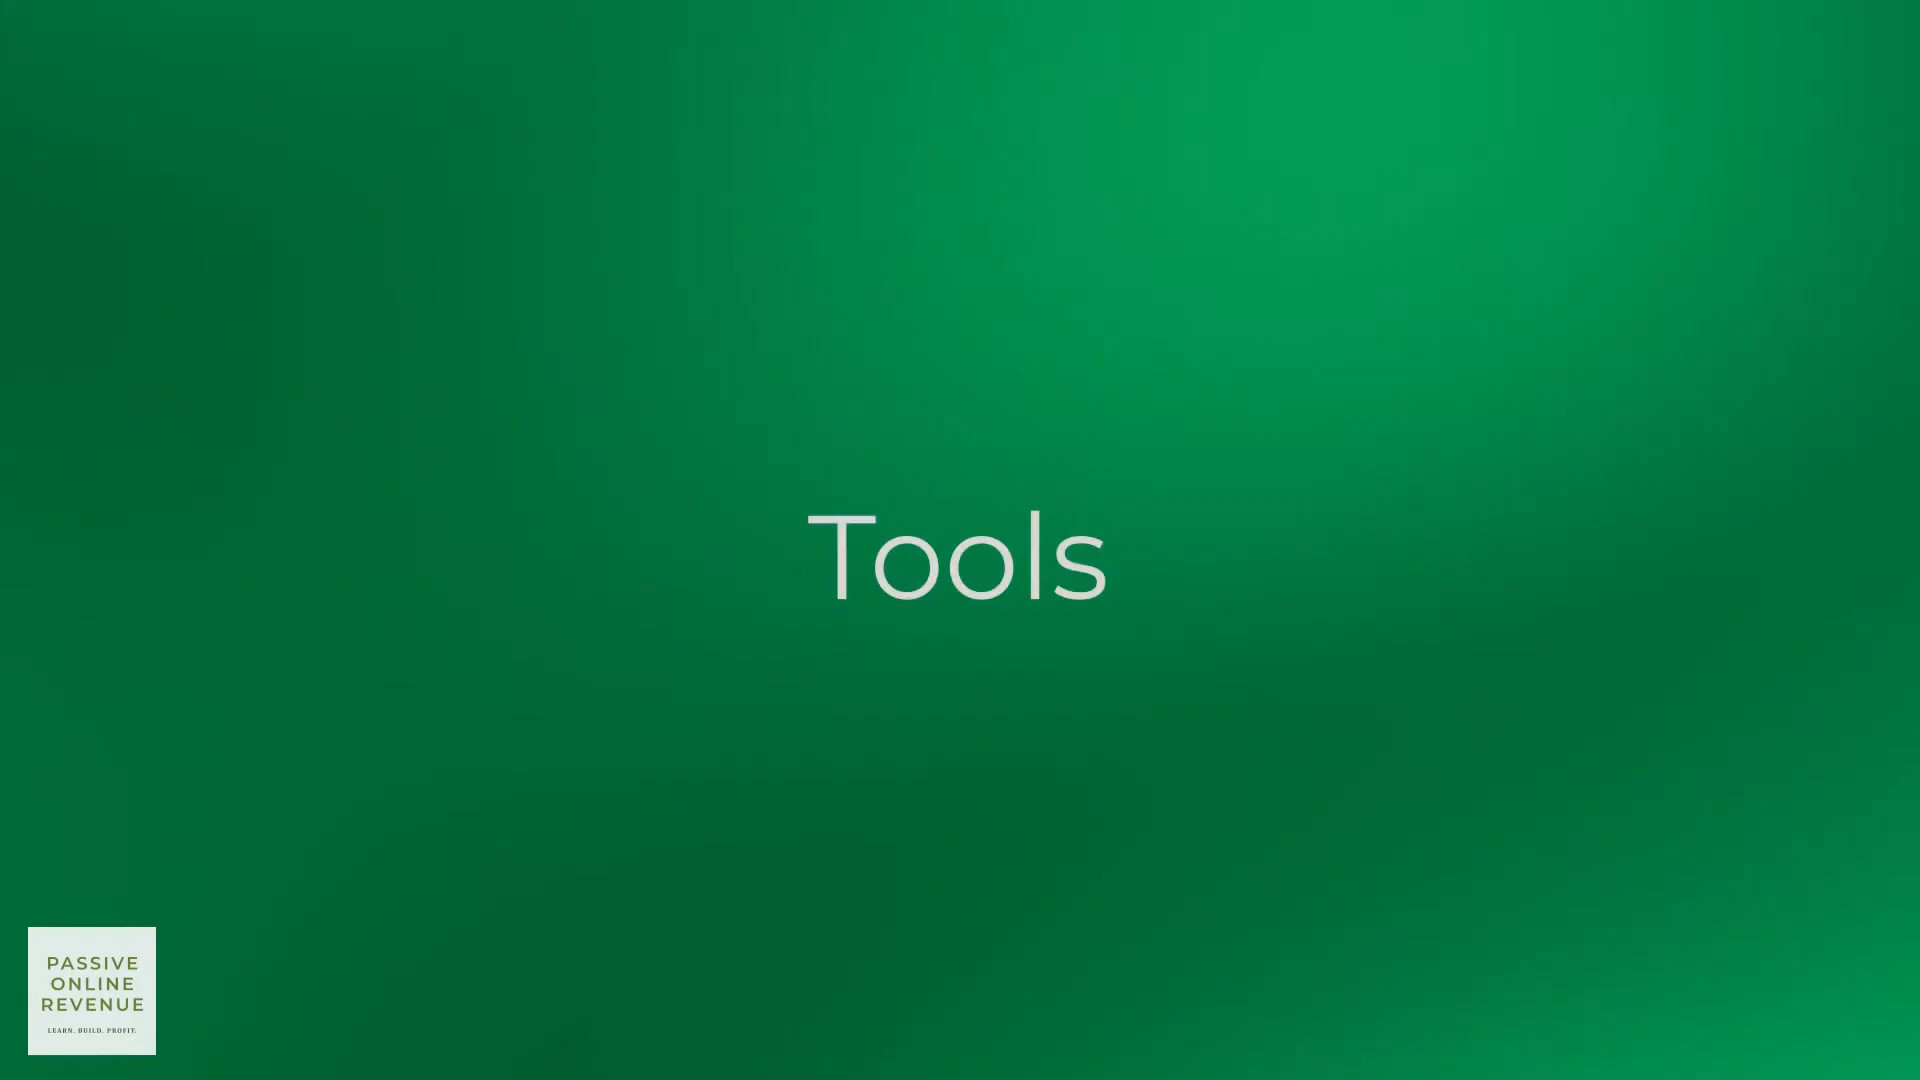 Tools
PASSIVE
ONLINE
REVENUE
LEARN. BUILD. PROFIT.